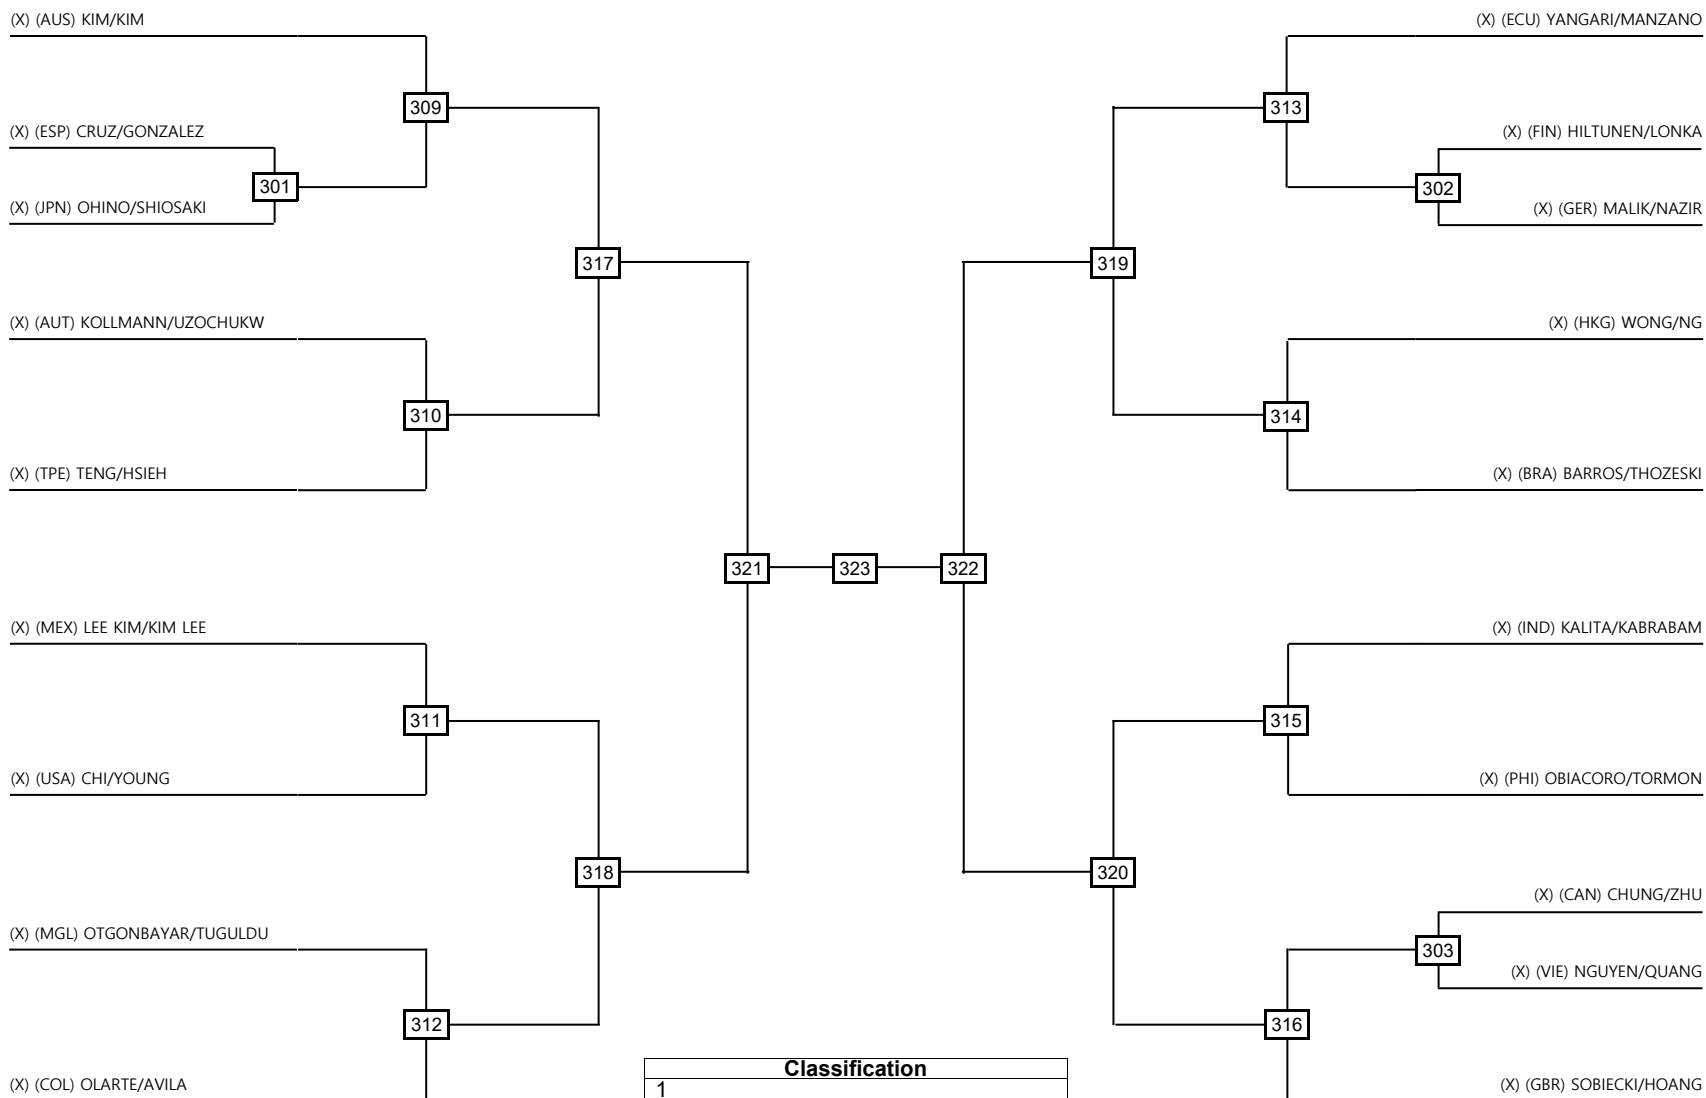 (X) (AUS) KIM/KIM
(X) (ECU) YANGARI/MANZANO
309
313
(X) (ESP) CRUZ/GONZALEZ
(X) (FIN) HILTUNEN/LONKA
301
302
(X) (JPN) OHINO/SHIOSAKI
(X) (GER) MALIK/NAZIR
317
319
(X) (AUT) KOLLMANN/UZOCHUKW
(X) (HKG) WONG/NG
310
314
(X) (TPE) TENG/HSIEH
(X) (BRA) BARROS/THOZESKI
321
323
322
(X) (MEX) LEE KIM/KIM LEE
(X) (IND) KALITA/KABRABAM
311
315
(X) (USA) CHI/YOUNG
(X) (PHI) OBIACORO/TORMON
318
320
(X) (CAN) CHUNG/ZHU
(X) (MGL) OTGONBAYAR/TUGULDU
303
(X) (VIE) NGUYEN/QUANG
312
316
Classification
(X) (COL) OLARTE/AVILA
1
(X) (GBR) SOBIECKI/HOANG